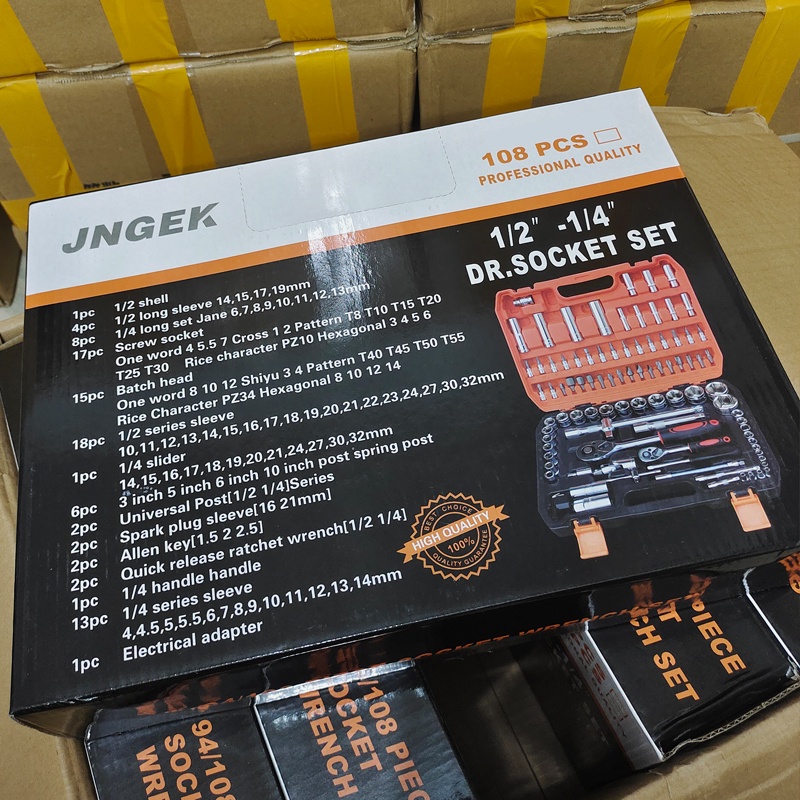 JNGEK
108 PCS
PROFESSIONAL QUALITY
1/2" -1/4"
DR.SOCKET SET
1pc 1/2 shell
4pc 1/2 long sleeve 14,15,17,19mm
8pc 1/4 long set Jane 6,7,8,9,10,11,12,13mm
17pc Screw socket
One word 4 5.5 7 Cross 1 2 Pattern T8 T10 T15 T20
T25 T30 Rice character PZ10 Hexagonal 3 4 5 6
15pc Batch head
One word 8 10 12 Shiyu 3 4 Pattern T40 T45 T50 T55
Rice Character PZ34 Hexagonal 8 10 12 14
18pc 1/2 series sleeve
10,11,12,13,14,15,16,17,18,19,20,21,22,23,24,27,30,32mm
1pc 1/4 slider
14,15,16,17,18,19,20,21,24,27,30,32mm
6pc 3 inch 5 inch 6 inch 10 inch post spring post
2pc Universal Post[1/2 1/4]Series
2pc Spark plug sleeve[16 21mm]
2pc Allen key[1.5 2 2.5]
2pc Quick release ratchet wrench[1/2 1/4]
1pc 1/4 handle handle
13pc 1/4 series sleeve
4,4.5,5,5.5,6,7,8,9,10,11,12,13,14mm
1pc Electrical adapter
BEST CHOICE
HIGH QUALITY
100%
QUALITY GUARANTEE
SOCKET WRENCH
94/108
SOCK
WRE
/108 PIEC
OCKET
WRENCH
PIECE
CH SET